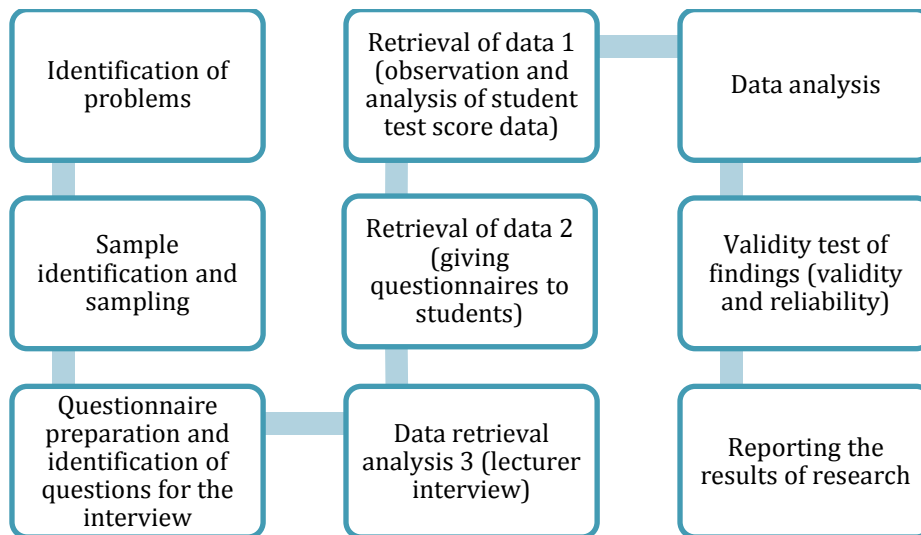 Identification of
problems
Sample
identification and
sampling
Questionnaire
preparation and
identification of
questions for the
interview
Data retrieval
analysis 3 (lecturer
interview)
Retrieval of data 2
(giving
questionnaires to
students)
Retrieval of data 1
(observation and
analysis of student
test score data)
Data analysis
Validity test of
findings (validity
and reliability)
Reporting the
results of research